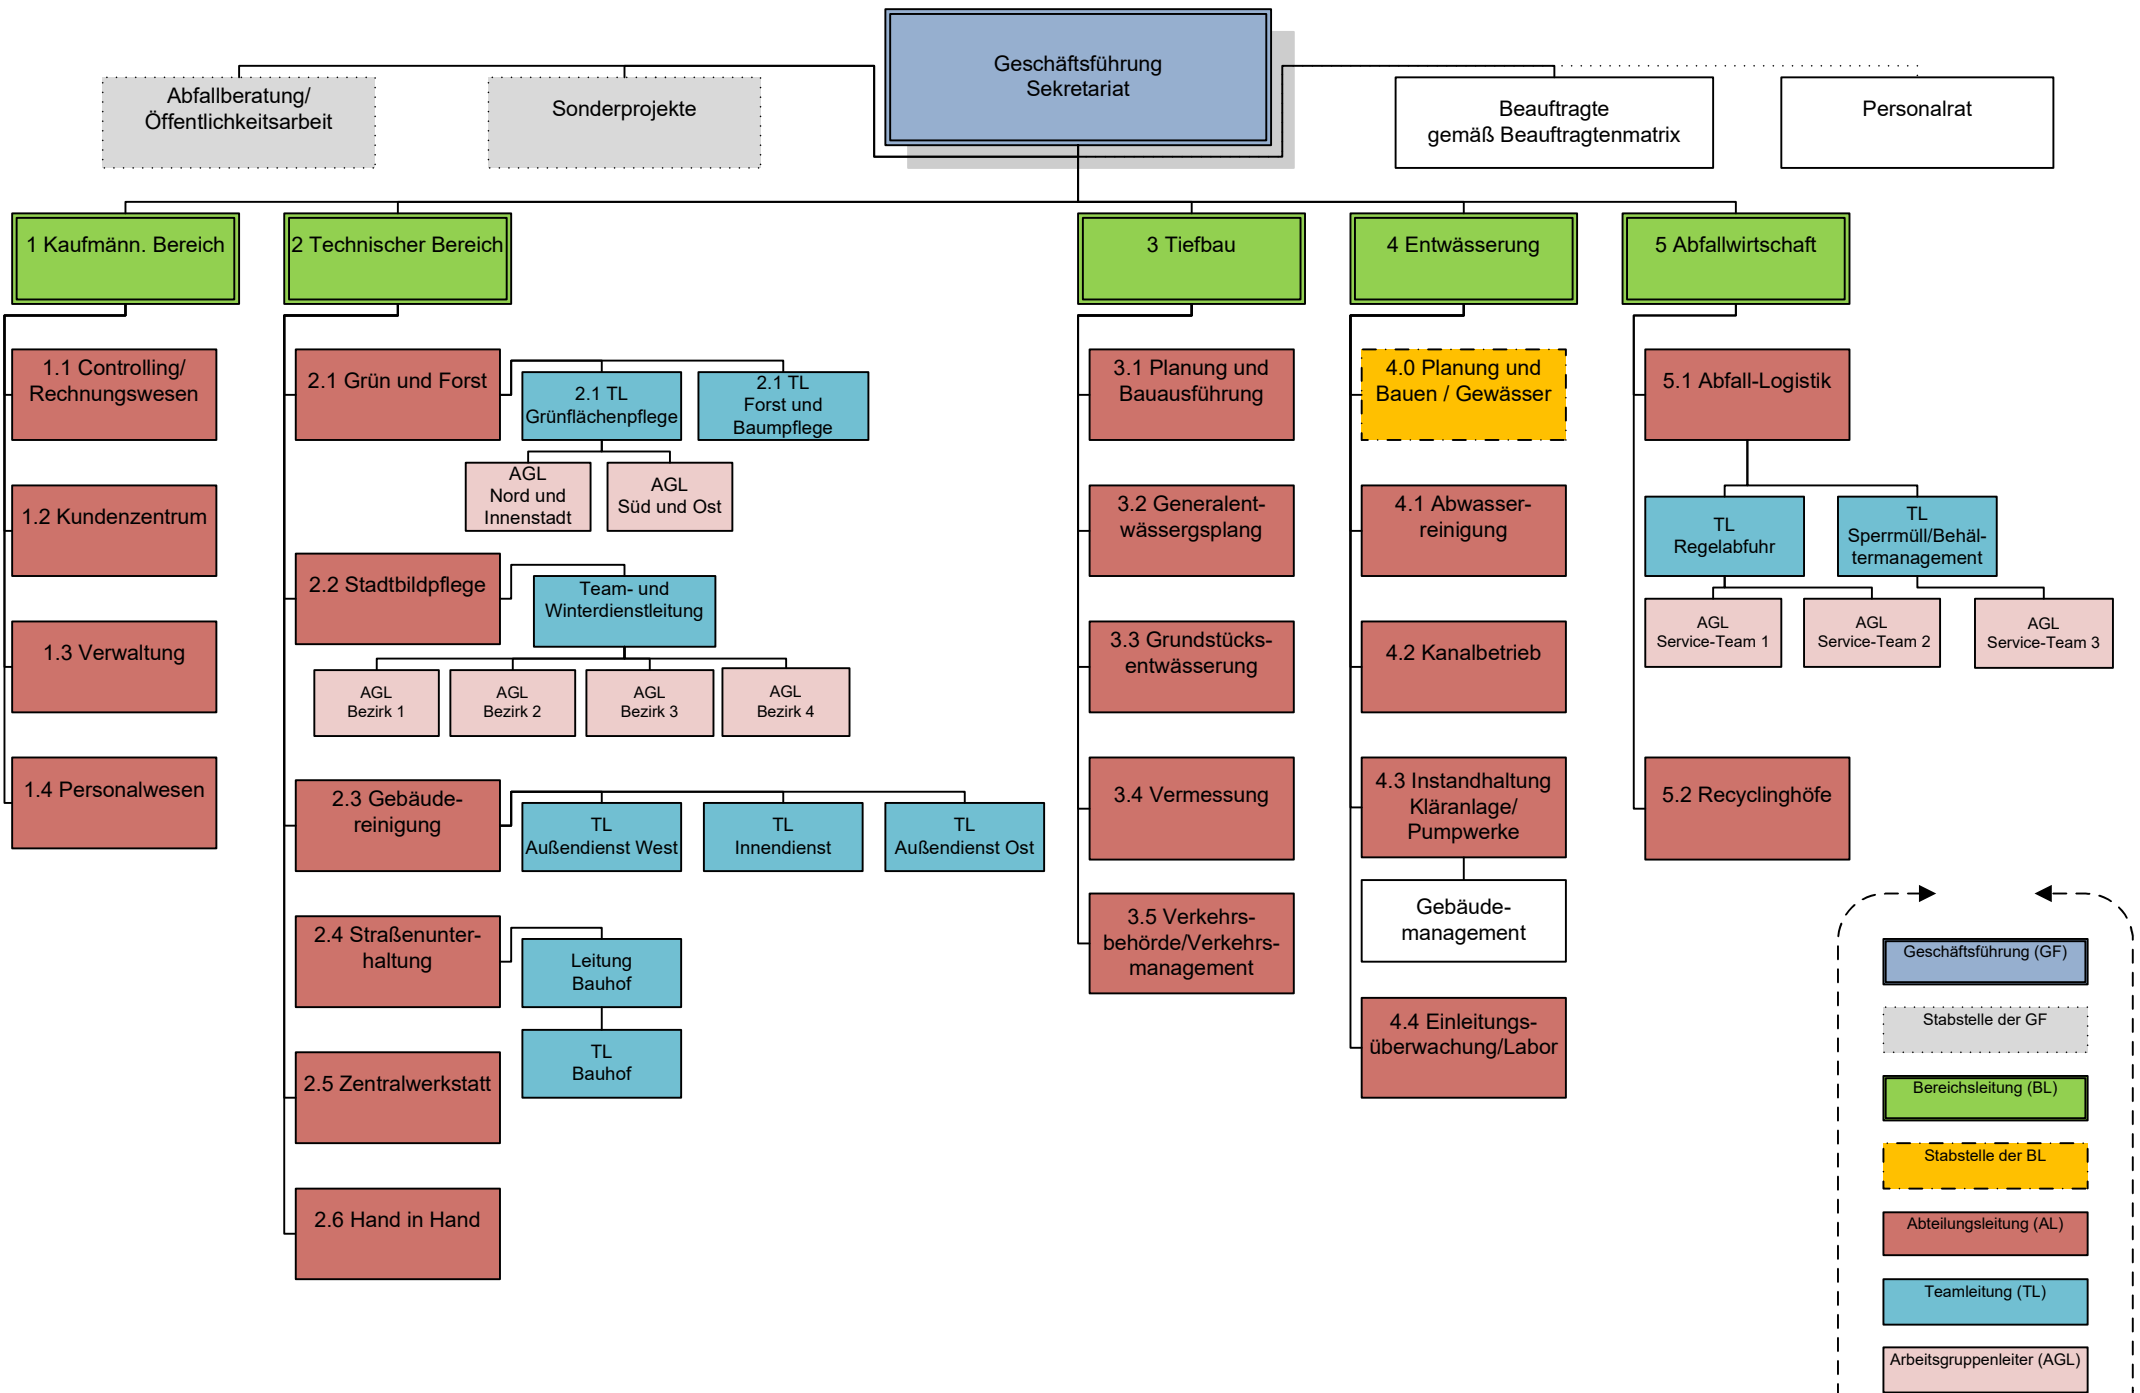 Geschäftsführung
Sekretariat
Abfallberatung/
Öffentlichkeitsarbeit
Sonderprojekte
Beauftragte
gemäß Beauftragtenmatrix
Personalrat
1 Kaufmänn. Bereich
2 Technischer Bereich
3 Tiefbau
4 Entwässerung
5 Abfallwirtschaft
1.1 Controlling/
Rechnungswesen
1.2 Kundenzentrum
1.3 Verwaltung
1.4 Personalwesen
2.1 Grün und Forst
2.1 TL
Grünflächenpflege
2.1 TL
Forst und
Baumpflege
AGL
Nord und
Innenstadt
AGL
Süd und Ost
2.2 Stadtbildpflege
Team- und
Winterdienstleitung
AGL
Bezirk 1
AGL
Bezirk 2
AGL
Bezirk 3
AGL
Bezirk 4
2.3 Gebäude-
reinigung
TL
Außendienst West
TL
Innendienst
TL
Außendienst Ost
2.4 Straßenunter-
haltung
Leitung
Bauhof
TL
Bauhof
2.5 Zentralwerkstatt
2.6 Hand in Hand
3.1 Planung und
Bauausführung
3.2 Generalent-
wässergsplang
3.3 Grundstücks-
entwässerung
3.4 Vermessung
3.5 Verkehrs-
behörde/Verkehrs-
management
4.0 Planung und
Bauen / Gewässer
4.1 Abwasser-
reinigung
4.2 Kanalbetrieb
4.3 Instandhaltung
Kläranlage/
Pumpwerke
Gebäude-
management
4.4 Einleitungs-
überwachung/Labor
5.1 Abfall-Logistik
TL
Regelabfuhr
TL
Sperrmüll/Behäl-
termanagement
AGL
Service-Team 1
AGL
Service-Team 2
AGL
Service-Team 3
5.2 Recyclinghöfe
Geschäftsführung (GF)
Stabstelle der GF
Bereichsleitung (BL)
Stabstelle der BL
Abteilungsleitung (AL)
Teamleitung (TL)
Arbeitsgruppenleiter (AGL)